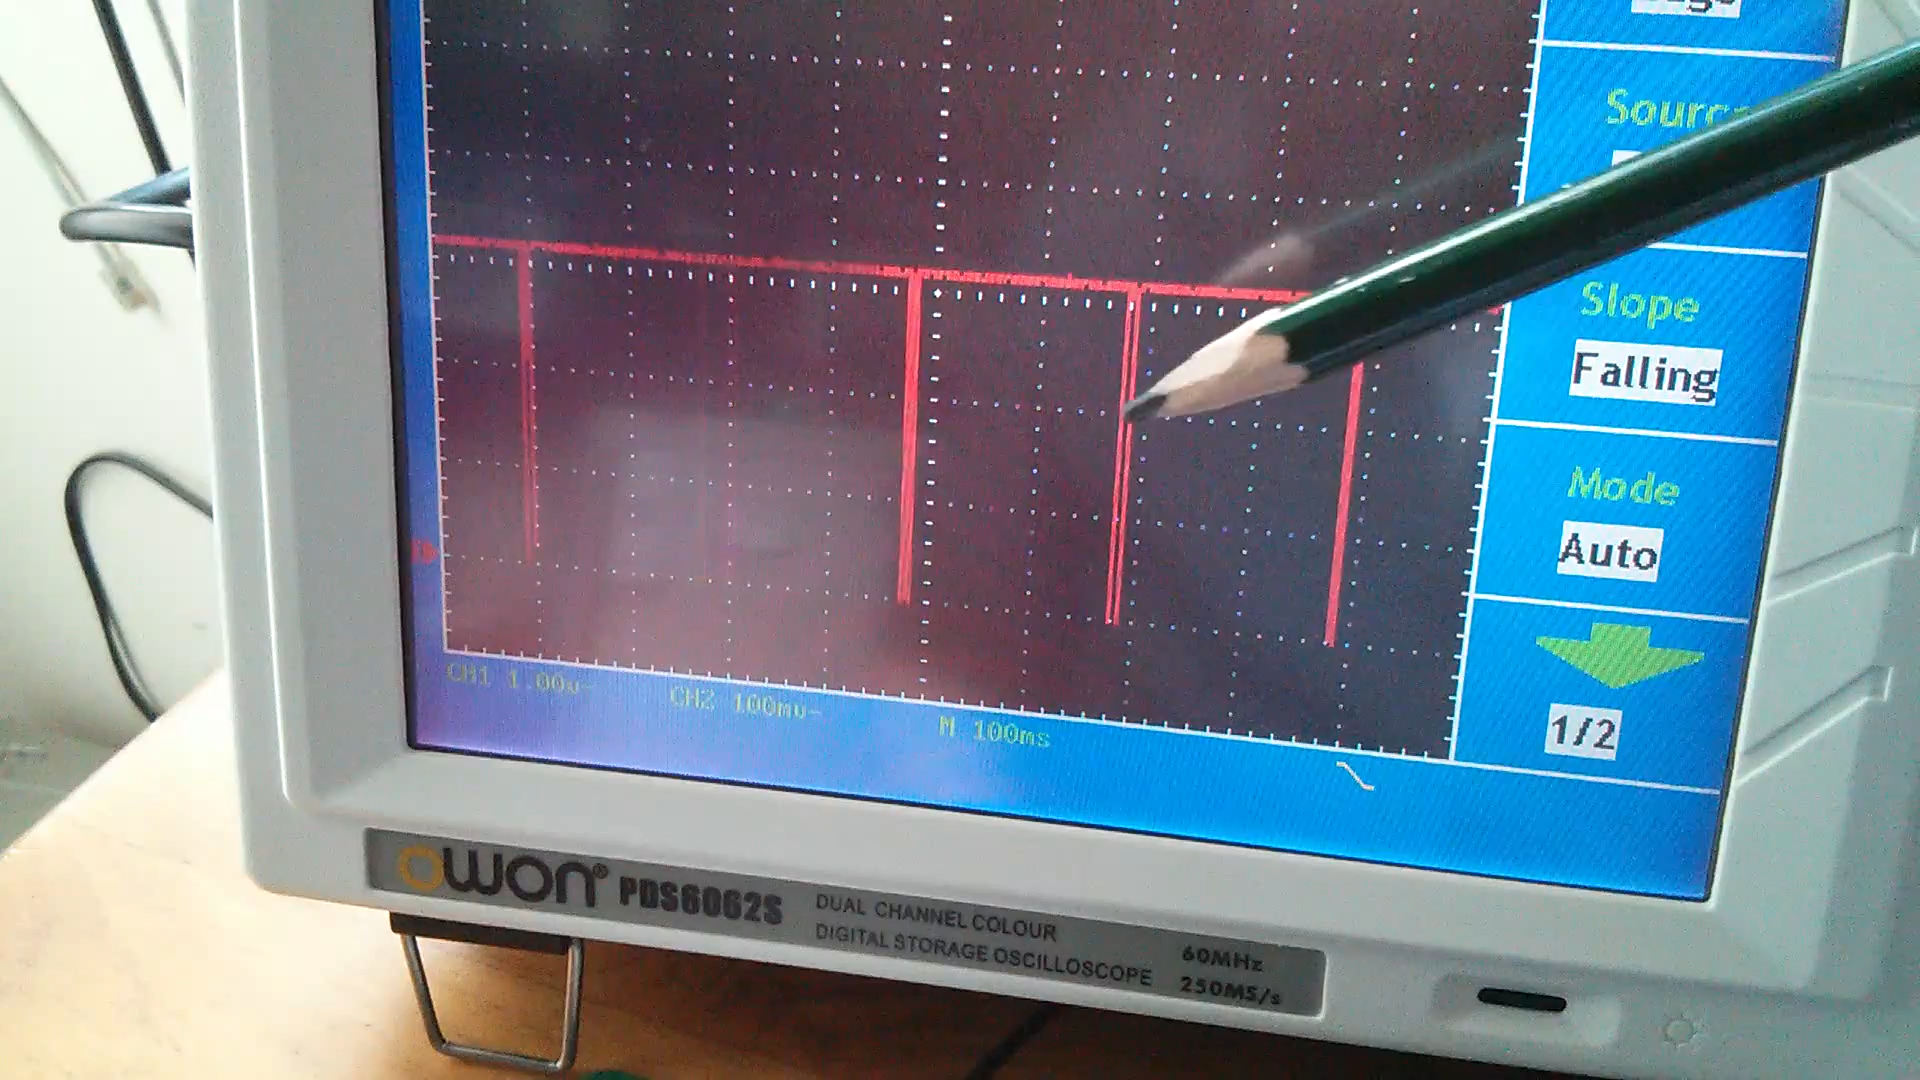 Slope
Falling
Mode
Auto
1/2
CH1 1.00v~
CH2 100mv~
M 100ms
owon® PDS6062S
DUAL CHANNEL COLOUR
DIGITAL STORAGE OSCILLOSCOPE
60MHz
250MS/s